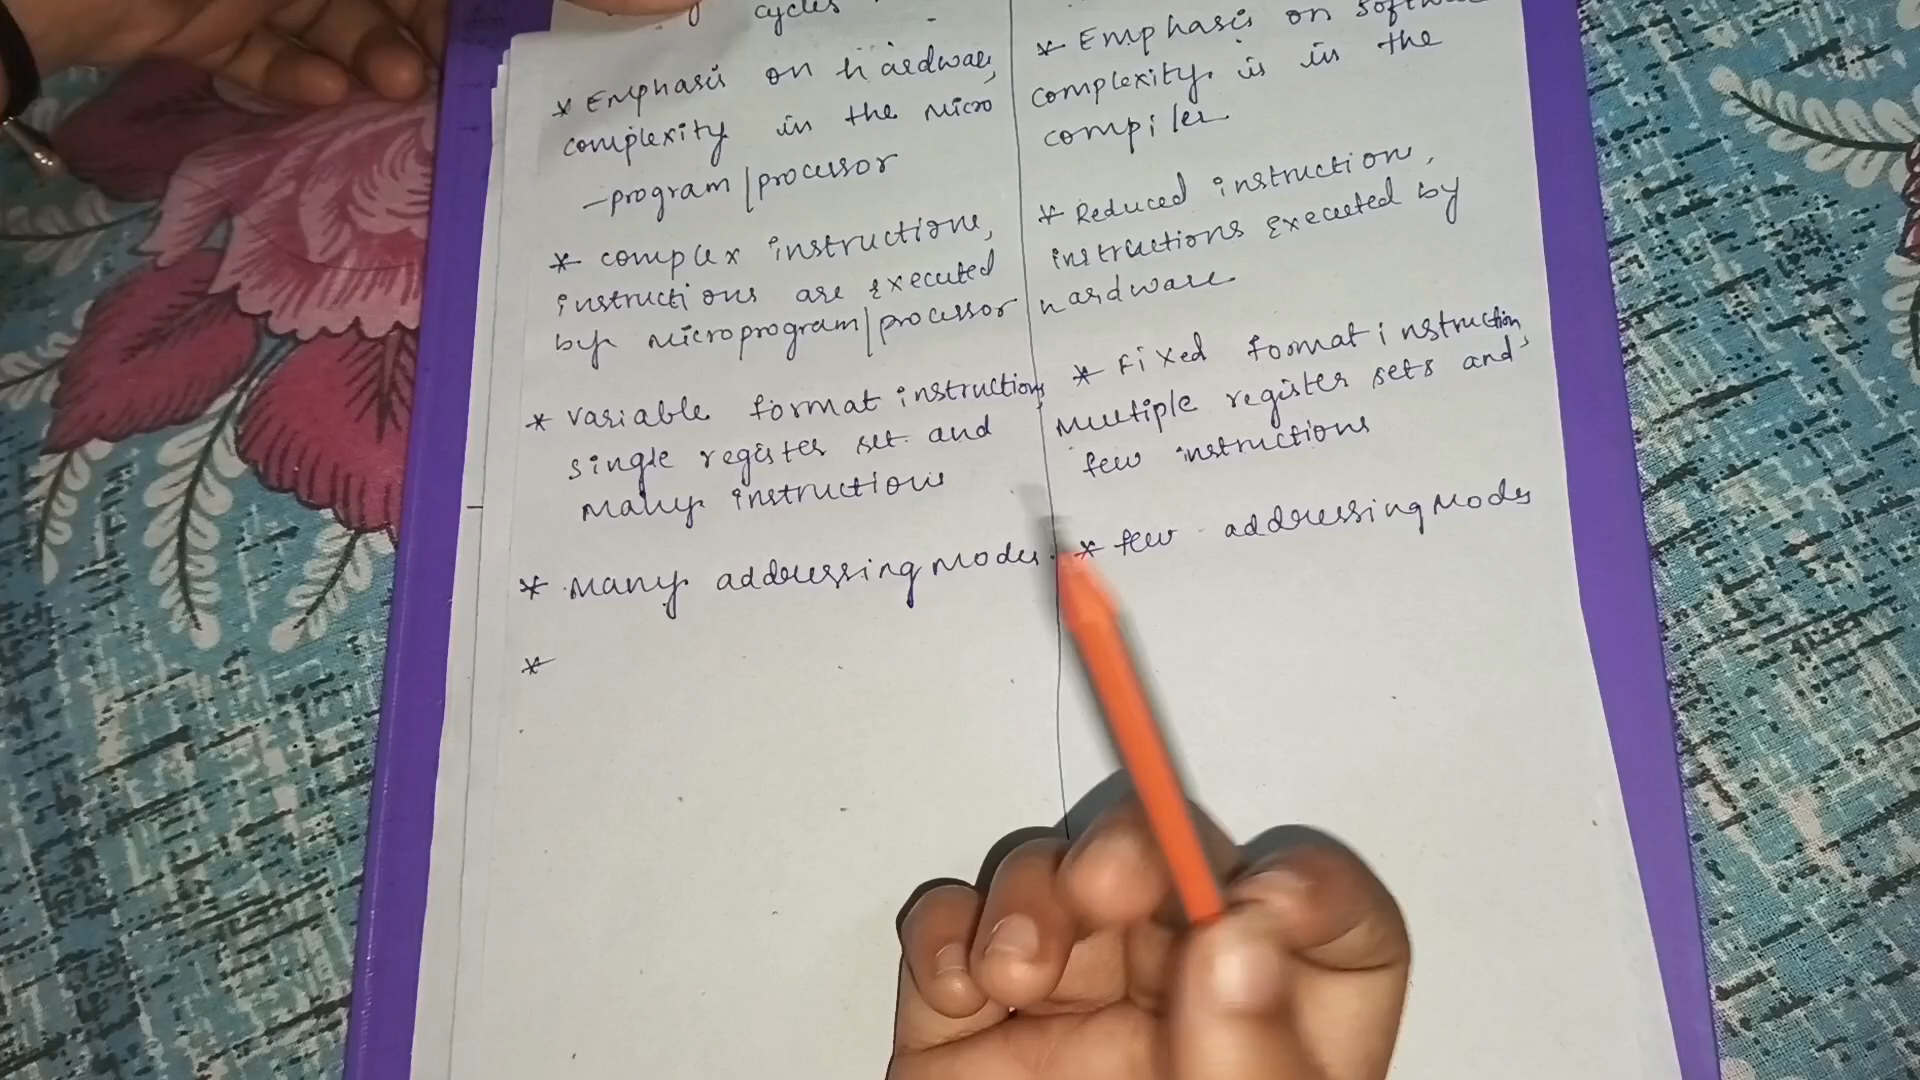 cycles
* Emphasis on hardware,
complexity in the micro
-program/processor
* complex instructions,
instructions are executed
by microprogram/processor
* variable format instructions,
single register set and
Many instructions
* Many addressing Modes.
*
* Emphasis on software
complexity is in the
compiler
* Reduced instructions,
instructions executed by
hardware
* Fixed format instruction,
Multiple register sets and
few instructions
* few addressing Modes